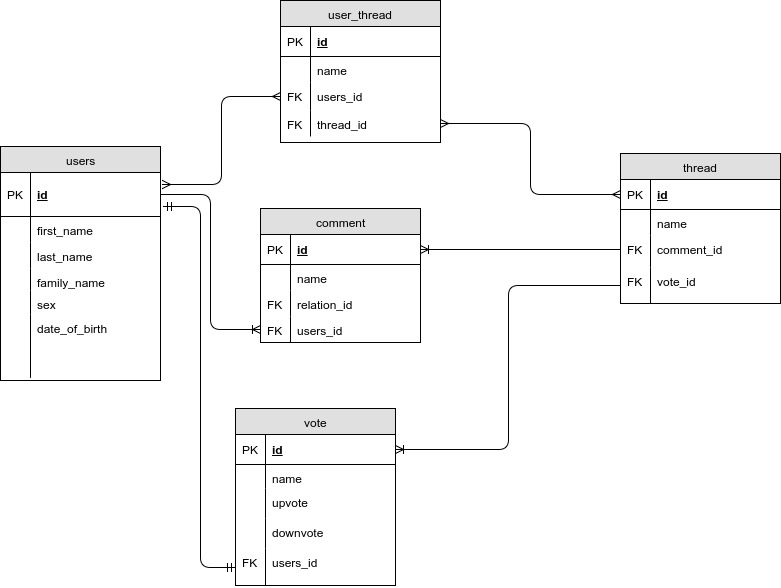 user_thread
PK id
name
FK users_id
FK thread_id
users
PK id
first_name
last_name
family_name
sex
date_of_birth
thread
PK id
name
FK comment_id
FK vote_id
comment
PK id
name
FK relation_id
FK users_id
vote
PK id
name
upvote
downvote
FK users_id